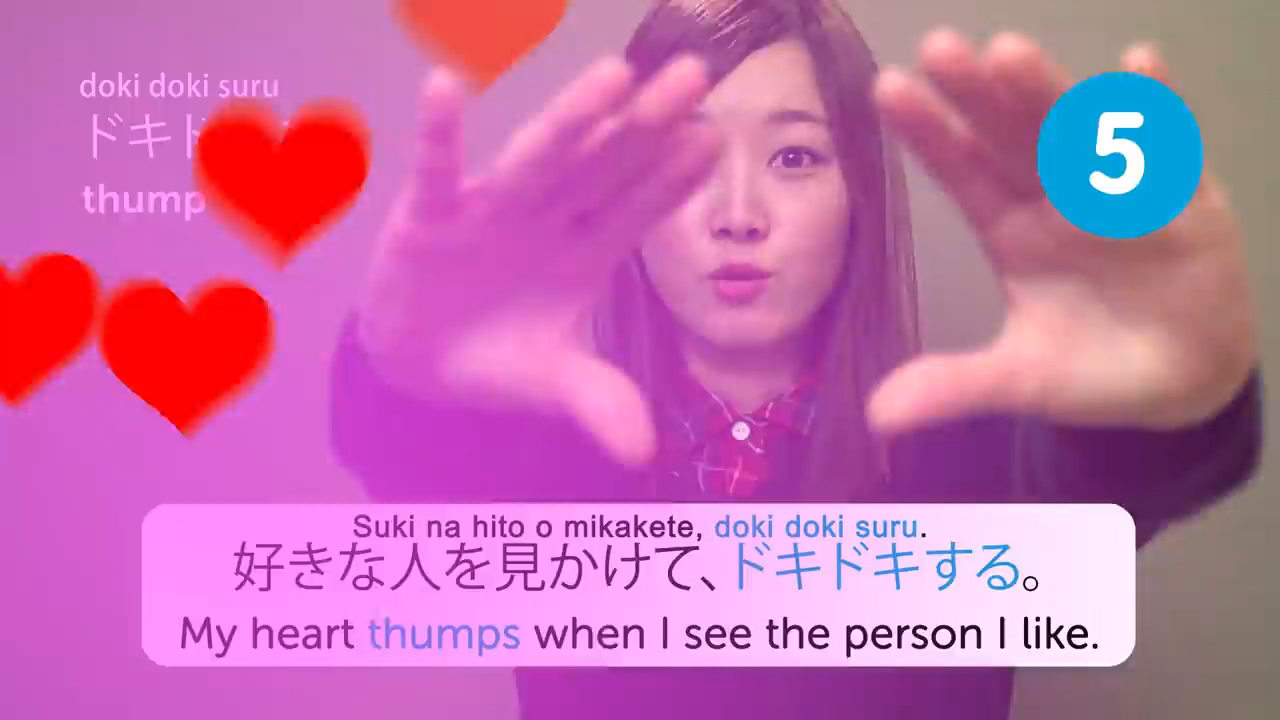 doki doki suru
ドキド
thump
5
Suki na hito o mikakete, doki doki suru.
好きな人を見かけて、ドキドキする。
My heart thumps when I see the person I like.